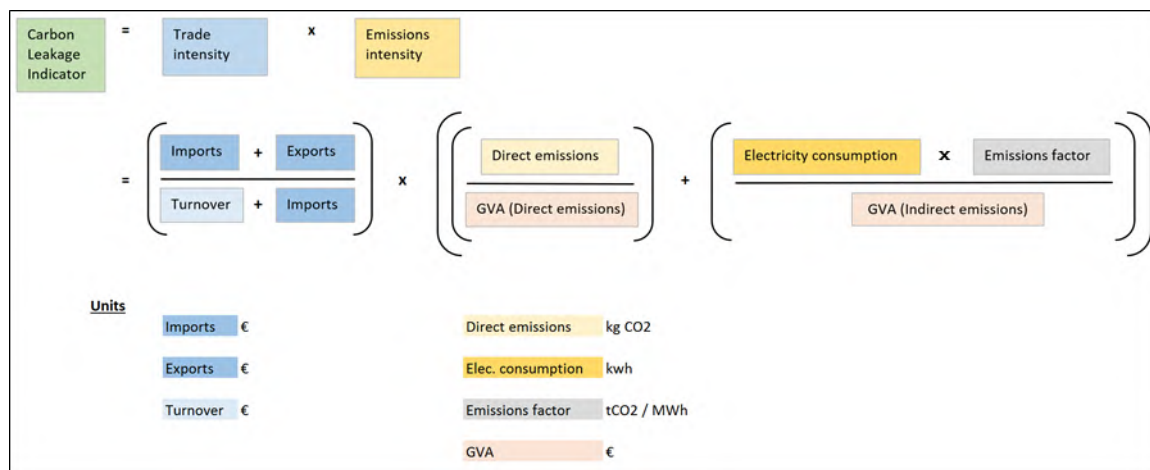 Carbon Leakage Indicator = Trade intensity x Emissions intensity
Imports + Exports
Direct emissions
Electricity consumption x Emissions factor
= x +
Turnover + Imports
GVA (Direct emissions)
GVA (Indirect emissions)
Units
Imports € Direct emissions kg CO2
Exports € Elec. consumption kwh
Turnover € Emissions factor tCO2 / MWh
GVA €